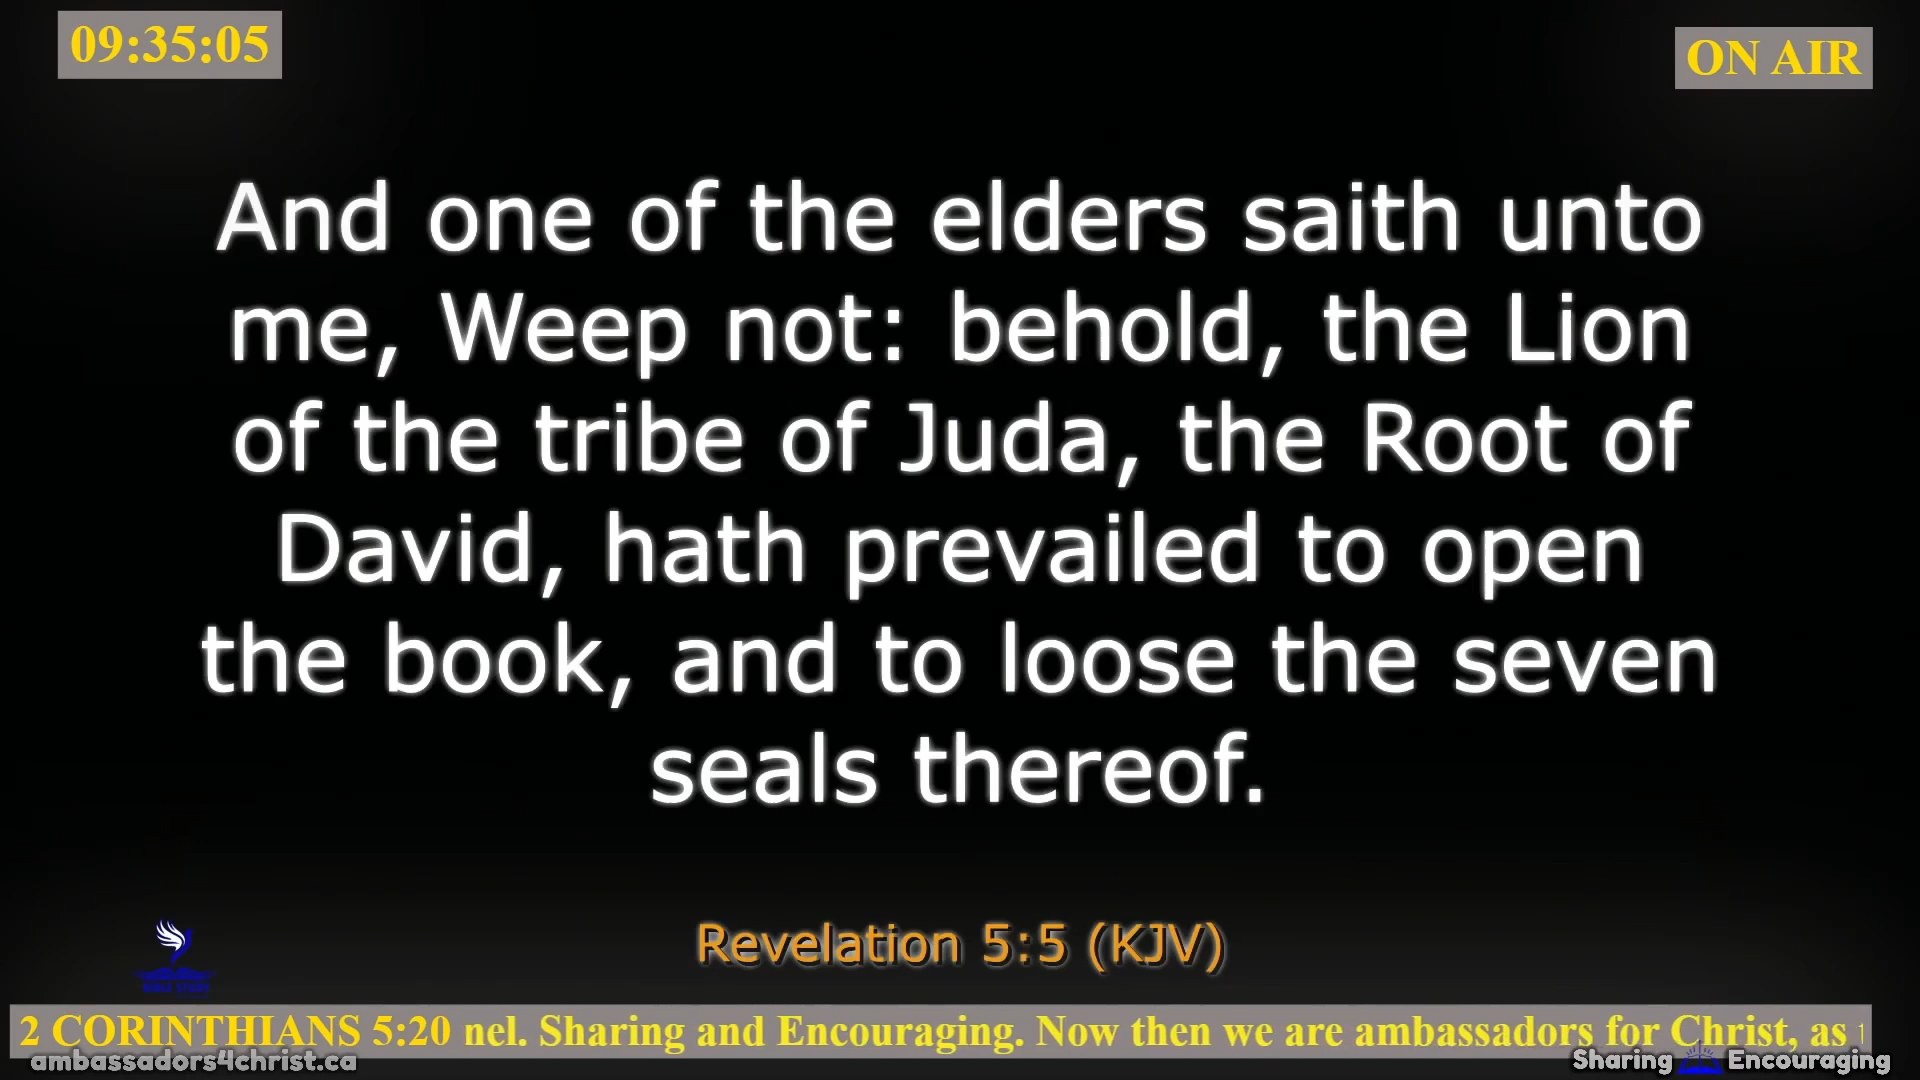 09:35:05
ON AIR
And one of the elders saith unto
me, Weep not: behold, the Lion
of the tribe of Juda, the Root of
David, hath prevailed to open
the book, and to loose the seven
seals thereof.
Revelation 5:5 (KJV)
BIBLE STUDY
2 CORINTHIANS 5:20 nel. Sharing and Encouraging. Now then we are ambassadors for Christ, as
ambassadors4christ.ca
Sharing Encouraging